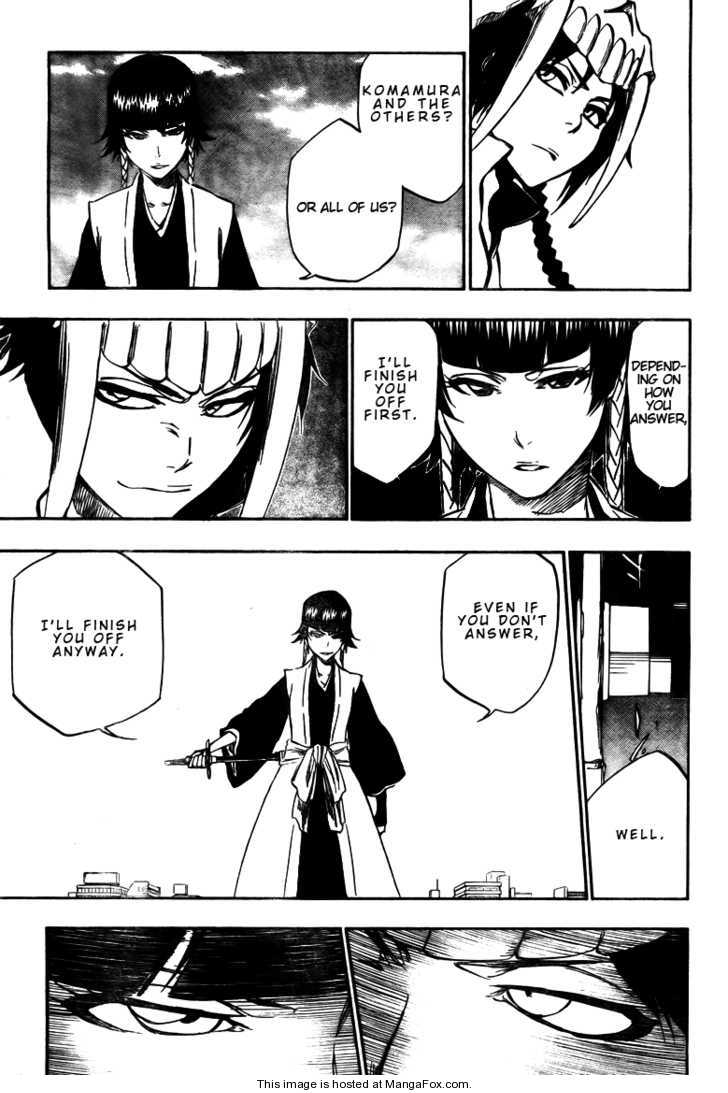 KOMAMURA
AND THE
OTHERS?
OR ALL OF US?
DEPEND-
ING ON
HOW
YOU
ANSWER,
I'LL
FINISH
YOU
OFF
FIRST.
WELL.
EVEN IF
YOU DON'T
ANSWER,
I'LL FINISH
YOU OFF
ANYWAY.
This image is hosted at MangaFox.com.